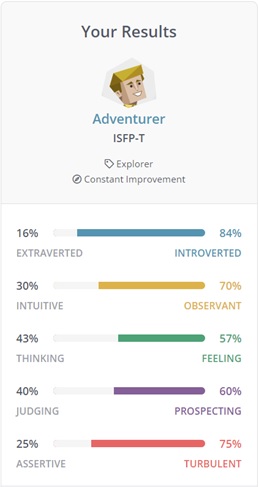 Your Results
Adventurer
ISFP-T
Explorer
Constant Improvement
16% 84%
EXTRAVERTED INTROVERTED
30% 70%
INTUITIVE OBSERVANT
43% 57%
THINKING FEELING
40% 60%
JUDGING PROSPECTING
25% 75%
ASSERTIVE TURBULENT